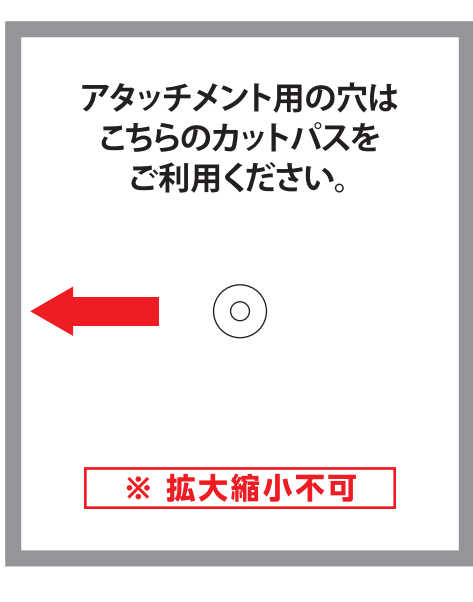 アタッチメント用の穴は
こちらのカットパスを
ご利用ください。
※ 拡大縮小不可